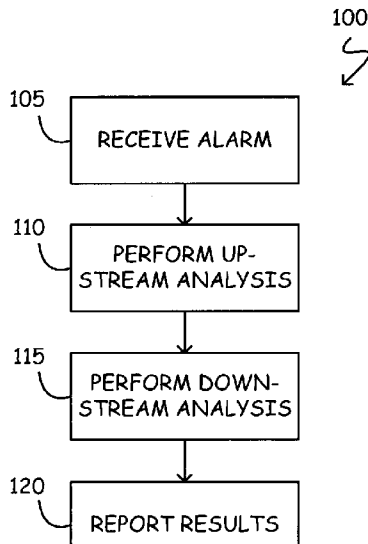 100
105
RECEIVE ALARM
110
PERFORM UP-
STREAM ANALYSIS
115
PERFORM DOWN-
STREAM ANALYSIS
120
REPORT RESULTS